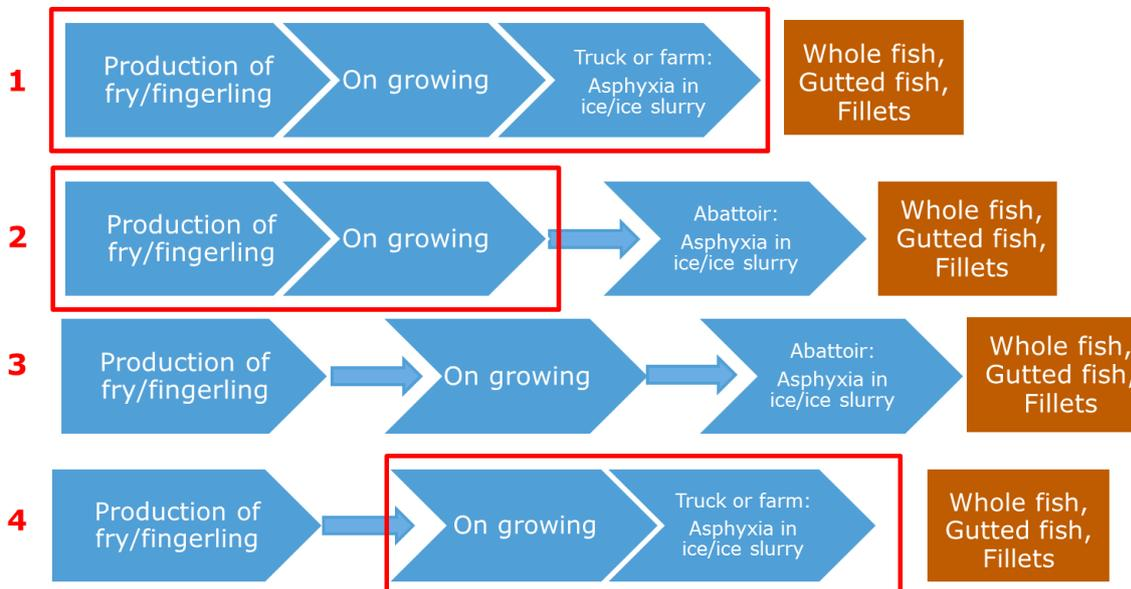 1
Production of
fry/fingerling
On growing
Truck or farm:
Asphyxia in
ice/ice slurry
Whole fish,
Gutted fish,
Fillets
2
Production of
fry/fingerling
On growing
Abattoir:
Asphyxia in
ice/ice slurry
Whole fish,
Gutted fish,
Fillets
3
Production of
fry/fingerling
On growing
Abattoir:
Asphyxia in
ice/ice slurry
Whole fish,
Gutted fish,
Fillets
4
Production of
fry/fingerling
On growing
Truck or farm:
Asphyxia in
ice/ice slurry
Whole fish,
Gutted fish,
Fillets